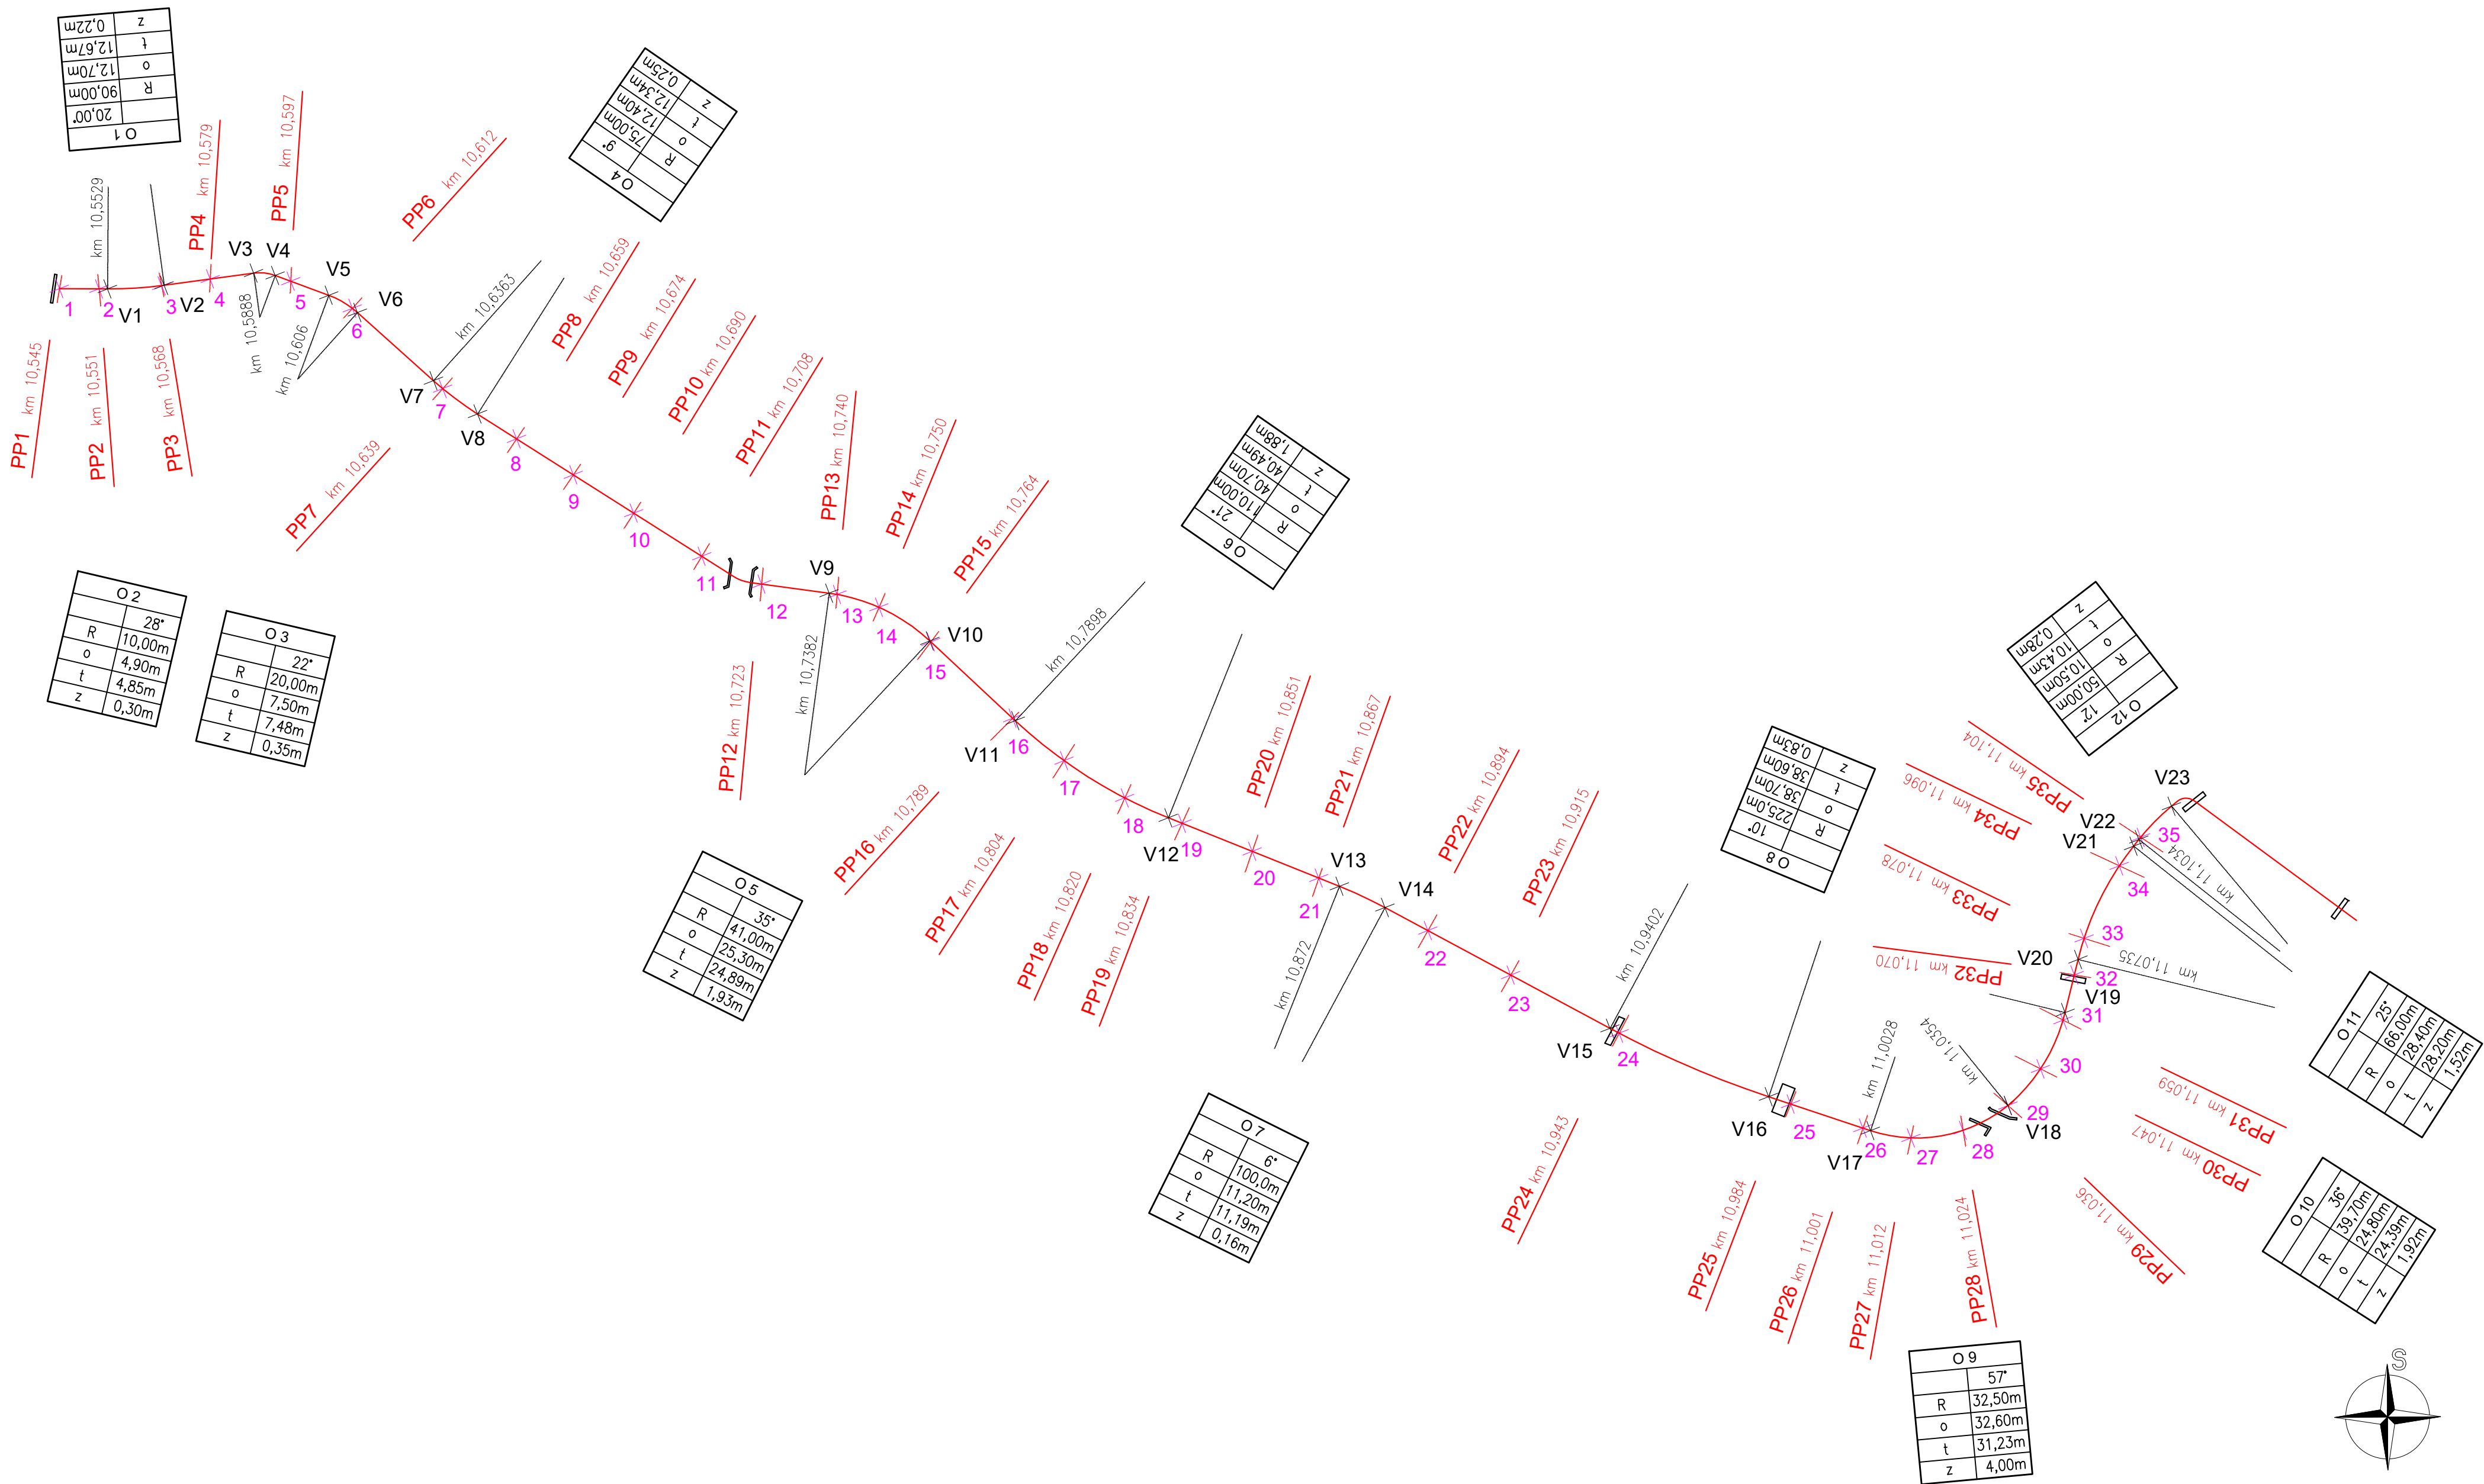 O 1
20,00°
R 90,00m
o 12,70m
t 12,67m
z 0,22m
km 10,5529
PP4 km 10,579
PP5 km 10,597
PP6 km 10,612
O 4
9°
R 75,00m
o 12,40m
t 12,34m
z 0,25m
1
2
V1
3
V2
4
V3
V4
5
V5
V6
6
km 10,5888
km 10,606
PP1 km 10,545
PP2 km 10,551
PP3 km 10,568
km 10,6363
V7
7
V8
PP7 km 10,639
PP8 km 10,659
PP9 km 10,674
PP10 km 10,690
PP11 km 10,708
PP13 km 10,740
PP14 km 10,750
PP15 km 10,764
8
9
10
11
12
V9
13
14
V10
15
km 10,7382
PP12 km 10,723
O 2
28°
R 10,00m
o 4,90m
t 4,85m
z 0,30m
O 3
22°
R 20,00m
o 7,50m
t 7,48m
z 0,35m
O 6
21°
R 110,00m
o 40,70m
t 40,49m
z 1,88m
km 10,7898
V11
16
17
18
V12
19
PP16 km 10,789
PP17 km 10,804
PP18 km 10,820
PP19 km 10,834
PP20 km 10,851
PP21 km 10,867
PP22 km 10,894
PP23 km 10,915
20
21
V13
V14
22
23
km 10,872
O 5
35°
R 41,00m
o 25,30m
t 24,89m
z 1,93m
O 7
6°
R 100,0m
o 11,20m
t 11,19m
z 0,16m
km 10,9402
V15
24
PP24 km 10,943
O 8
10°
R 225,0m
o 38,70m
t 38,60m
z 0,83m
V16
25
V17
26
27
28
29
V18
30
31
V19
32
V20
33
34
V21
V22
35
V23
km 11,0028
km 11,0354
km 11,0735
km 11,1034
PP25 km 10,984
PP26 km 11,001
PP27 km 11,012
PP28 km 11,024
PP29 km 11,036
PP30 km 11,047
PP31 km 11,059
PP32 km 11,070
PP33 km 11,078
PP34 km 11,096
PP35 km 11,104
O 12
12°
R 50,00m
o 10,50m
t 10,43m
z 0,28m
O 11
25°
R 66,00m
o 28,40m
t 28,20m
z 1,52m
O 10
36°
R 39,70m
o 24,80m
t 24,39m
z 1,92m
O 9
57°
R 32,50m
o 32,60m
t 31,23m
z 4,00m
S